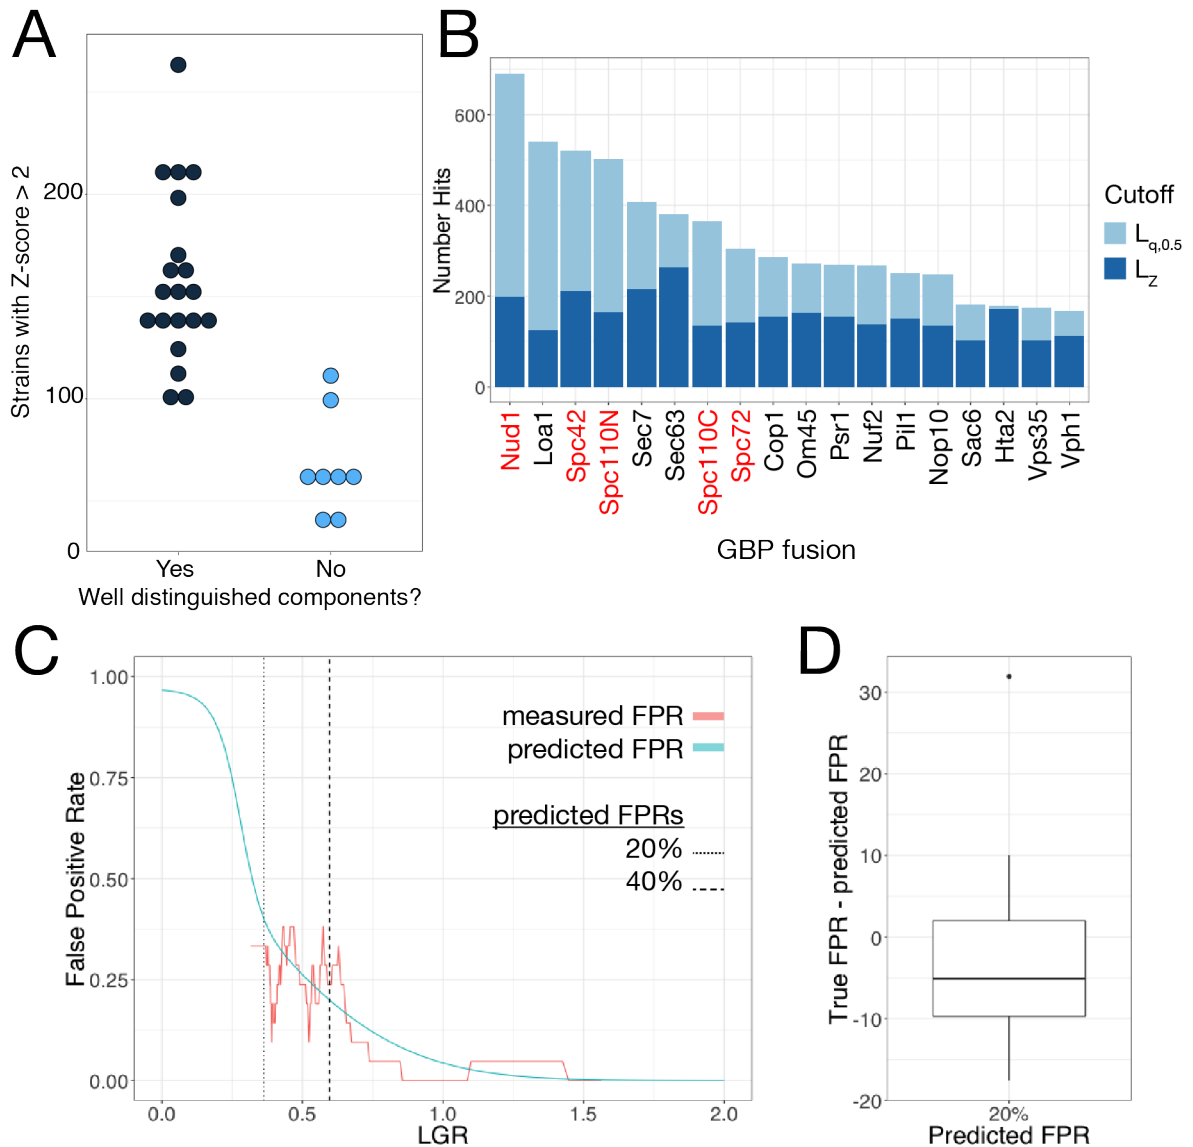 A
Strains with Z-score > 2
200
100
0
Yes
No
Well distinguished components?
B
Number Hits
600
400
200
0
Nud1
Loa1
Spc42
Spc110N
Sec7
Sec63
Spc110C
Spc72
Cop1
Om45
Psr1
Nuf2
Pil1
Nop10
Sac6
Hta2
Vps35
Vph1
GBP fusion
Cutoff
Lq,0.5
LZ
C
False Positive Rate
1.00
0.75
0.50
0.25
0.00
measured FPR
predicted FPR
predicted FPRs
20%
40%
0.0
0.5
1.0
1.5
2.0
LGR
D
True FPR - predicted FPR
30
20
10
0
-10
-20
20%
Predicted FPR